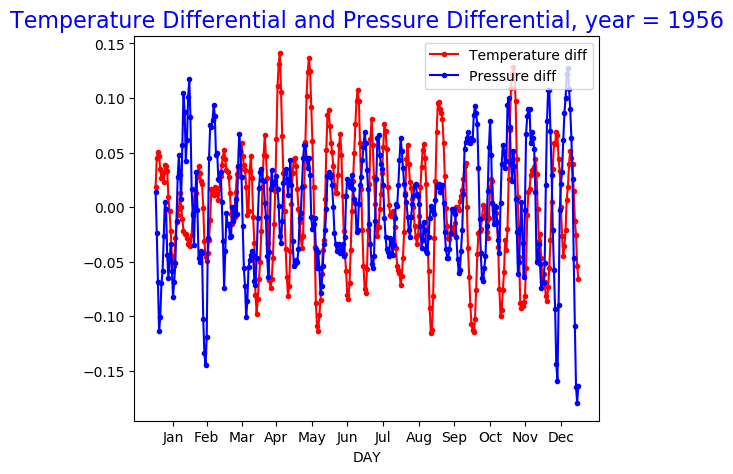 Temperature Differential and Pressure Differential, year = 1956
Temperature diff
Pressure diff
0.15
0.10
0.05
0.00
−0.05
−0.10
−0.15
Jan Feb Mar Apr May Jun Jul Aug Sep Oct Nov Dec
DAY